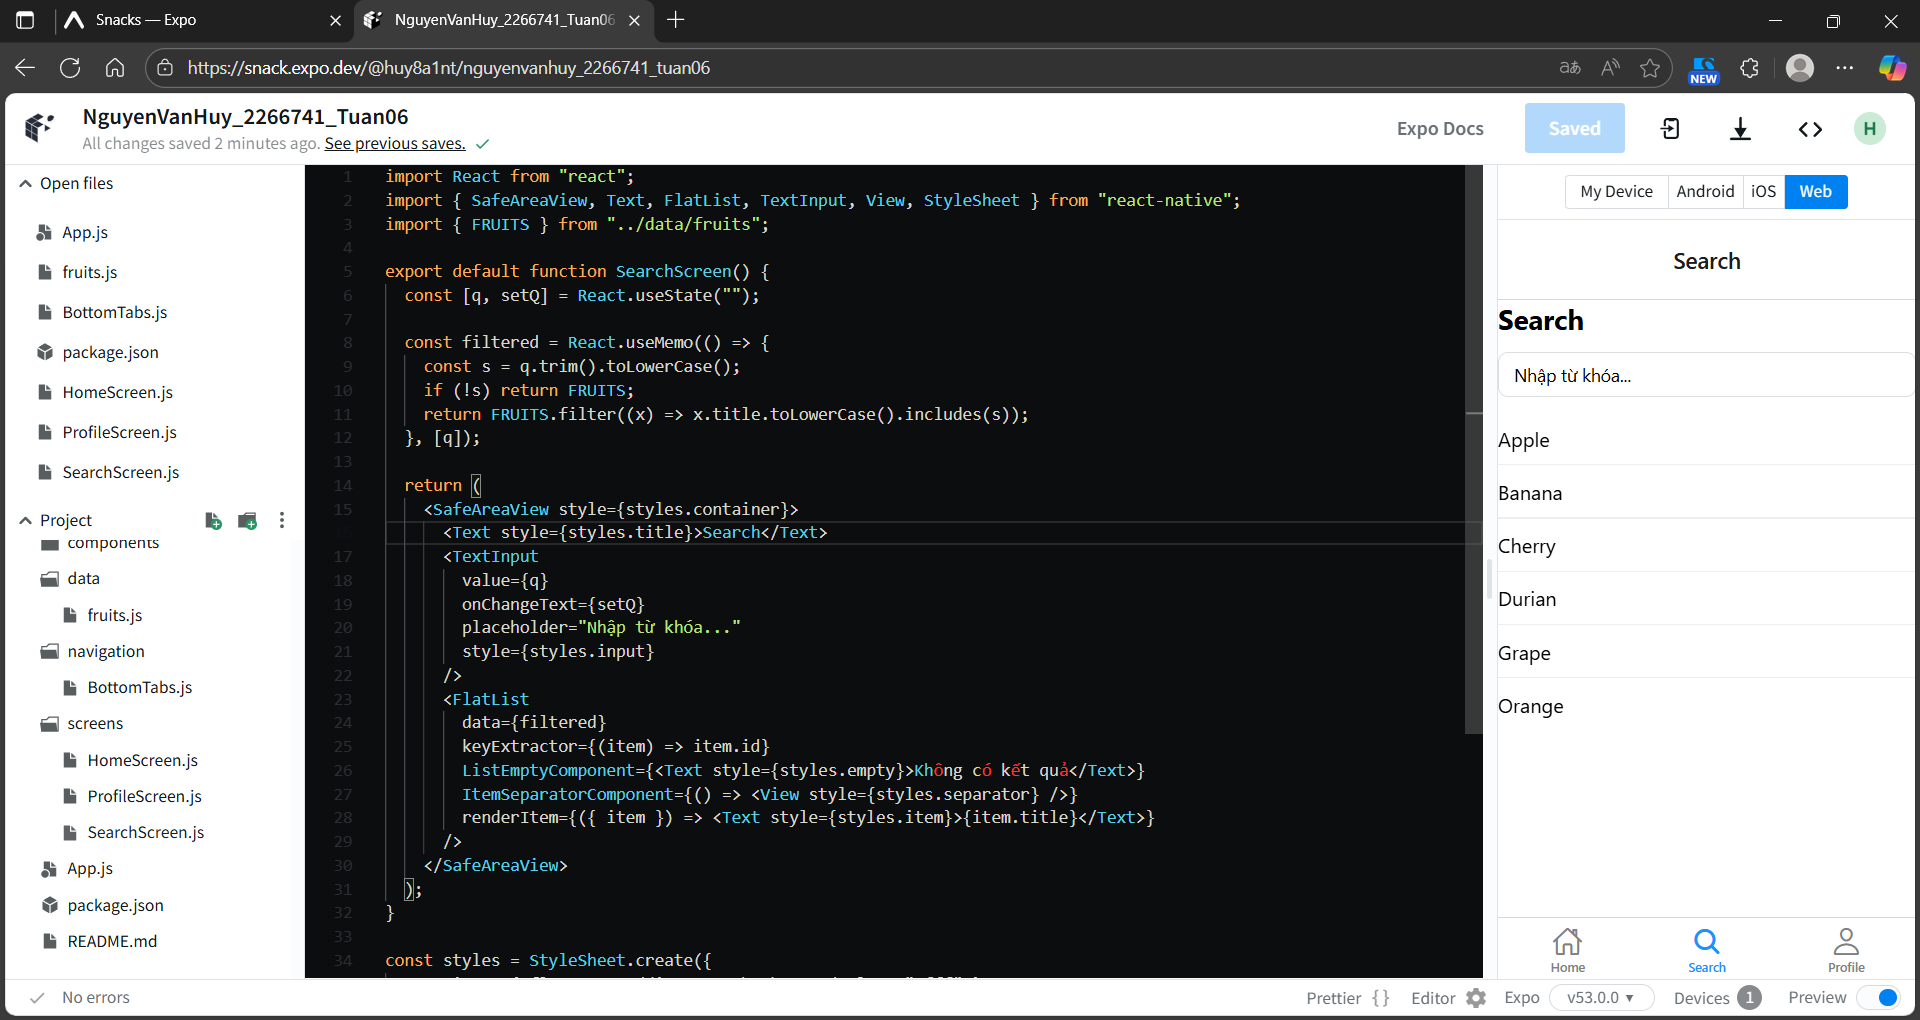 Snacks — Expo
NguyenVanHuy_2266741_Tuan06
https://snack.expo.dev/@huy8a1nt/nguyenvanhuy_2266741_tuan06
aあ
A
NEW
NguyenVanHuy_2266741_Tuan06
All changes saved 2 minutes ago. See previous saves.
Expo Docs
Saved
H
Open files
App.js
fruits.js
BottomTabs.js
package.json
HomeScreen.js
ProfileScreen.js
SearchScreen.js
Project
components
data
fruits.js
navigation
BottomTabs.js
screens
HomeScreen.js
ProfileScreen.js
SearchScreen.js
App.js
package.json
README.md
1 import React from "react";
2 import { SafeAreaView, Text, FlatList, TextInput, View, StyleSheet } from "react-native";
3 import { FRUITS } from "../data/fruits";
4
5 export default function SearchScreen() {
6 const [q, setQ] = React.useState("");
7
8 const filtered = React.useMemo(() => {
9 const s = q.trim().toLowerCase();
10 if (!s) return FRUITS;
11 return FRUITS.filter((x) => x.title.toLowerCase().includes(s));
12 }, [q]);
13
14 return (
15 <SafeAreaView style={styles.container}>
<Text style={styles.title}>Search</Text>
17 <TextInput
18 value={q}
19 onChangeText={setQ}
20 placeholder="Nhập từ khóa..."
21 style={styles.input}
22 />
23 <FlatList
24 data={filtered}
25 keyExtractor={(item) => item.id}
26 ListEmptyComponent={<Text style={styles.empty}>Không có kết quả</Text>}
27 ItemSeparatorComponent={() => <View style={styles.separator} />}
28 renderItem={({ item }) => <Text style={styles.item}>{item.title}</Text>}
29 />
30 </SafeAreaView>
31 );
32 }
33
34 const styles = StyleSheet.create({
My Device
Android
iOS
Web
Search
Search
Nhập từ khóa...
Apple
Banana
Cherry
Durian
Grape
Orange
Home
Search
Profile
No errors
Prettier { }
Editor
Expo
v53.0.0
Devices 1
Preview